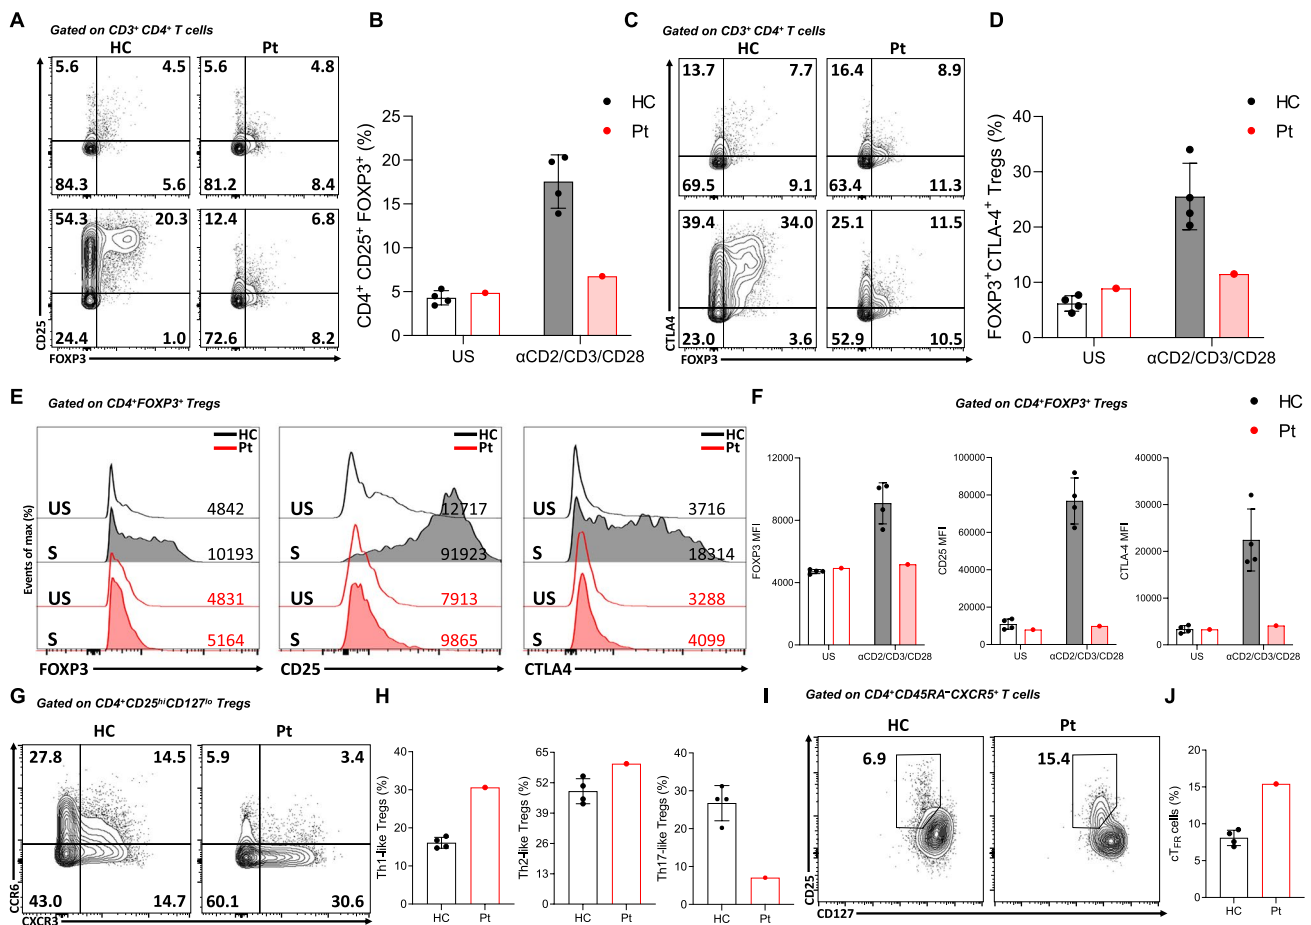 A
Gated on CD3⁺ CD4⁺ T cells
HC
Pt
5.6
4.5
84.3
5.6
5.6
4.8
81.2
8.4
54.3
20.3
24.4
1.0
12.4
6.8
72.6
8.2
CD25
FOXP3
B
HC
Pt
CD4⁺ CD25⁺ FOXP3⁺ (%)
25
20
15
10
5
0
US
αCD2/CD3/CD28
C
Gated on CD3⁺ CD4⁺ T cells
HC
Pt
13.7
7.7
69.5
9.1
16.4
8.9
63.4
11.3
39.4
34.0
23.0
3.6
25.1
11.5
52.9
10.5
CTLA4
FOXP3
D
HC
Pt
FOXP3⁺CTLA-4⁺ Tregs (%)
40
30
20
10
0
US
αCD2/CD3/CD28
E
Gated on CD4⁺FOXP3⁺ Tregs
Events of max (%)
HC
Pt
US
4842
S
10193
US
4831
S
5164
FOXP3
HC
Pt
US
12717
S
91923
US
7913
S
9865
CD25
HC
Pt
US
3716
S
18314
US
3288
S
4099
CTLA4
F
Gated on CD4⁺FOXP3⁺ Tregs
HC
Pt
FOXP3 MFI
12000
8000
4000
0
US
αCD2/CD3/CD28
CD25 MFI
100000
80000
60000
40000
20000
0
US
αCD2/CD3/CD28
CTLA-4 MFI
40000
30000
20000
10000
0
US
αCD2/CD3/CD28
G
Gated on CD4⁺CD25ʰⁱCD127ˡᵒ Tregs
HC
Pt
27.8
14.5
43.0
14.7
5.9
3.4
60.1
30.6
CCR6
CXCR3
H
Th1-like Tregs (%)
40
30
20
10
0
HC
Pt
Th2-like Tregs (%)
65
52
39
26
13
0
HC
Pt
Th17-like Tregs (%)
40
30
20
10
0
HC
Pt
I
Gated on CD4⁺CD45RA⁻CXCR5⁺ T cells
HC
Pt
6.9
15.4
CD25
CD127
J
cT_FR cells (%)
20
15
10
5
0
HC
Pt